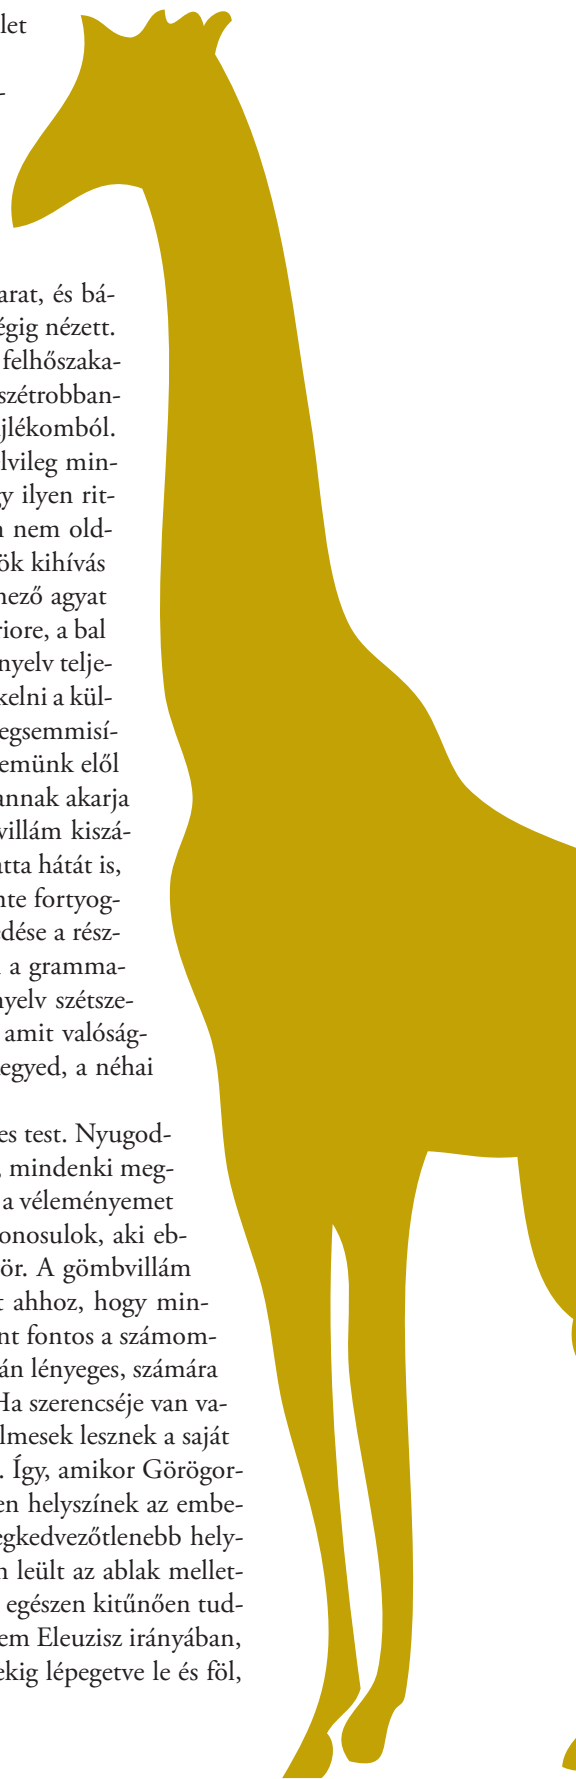 let
-
arat, és bá-
égig nézett.
felhőszaka-
szétrobban-
jlékomból.
lvileg min-
y ilyen rit-
n nem old-
ök kihívás
ező agyat
riore, a bal
nyelv telje-
kelni a kül-
egsemmisí-
emünk elől
annak akarja
villám kiszá-
tta hátát is,
nte fortyog-
dése a rész-
a gramma-
nyelv szétsze-
amit valóság-
egyed, a néhai
es test. Nyugod-
, mindenki meg-
a véleményemet
onosulok, aki eb-
ör. A gömbvillám
t ahhoz, hogy min-
nt fontos a számom-
án lényeges, számára
Ha szerencséje van va-
lmesek lesznek a saját
. Így, amikor Görögor-
en helyszínek az embe-
egkedvezőtlenebb hely-
n leült az ablak mellet-
egészen kitűnően tud-
em Eleuzisz irányában,
ekig lépegetve le és föl,